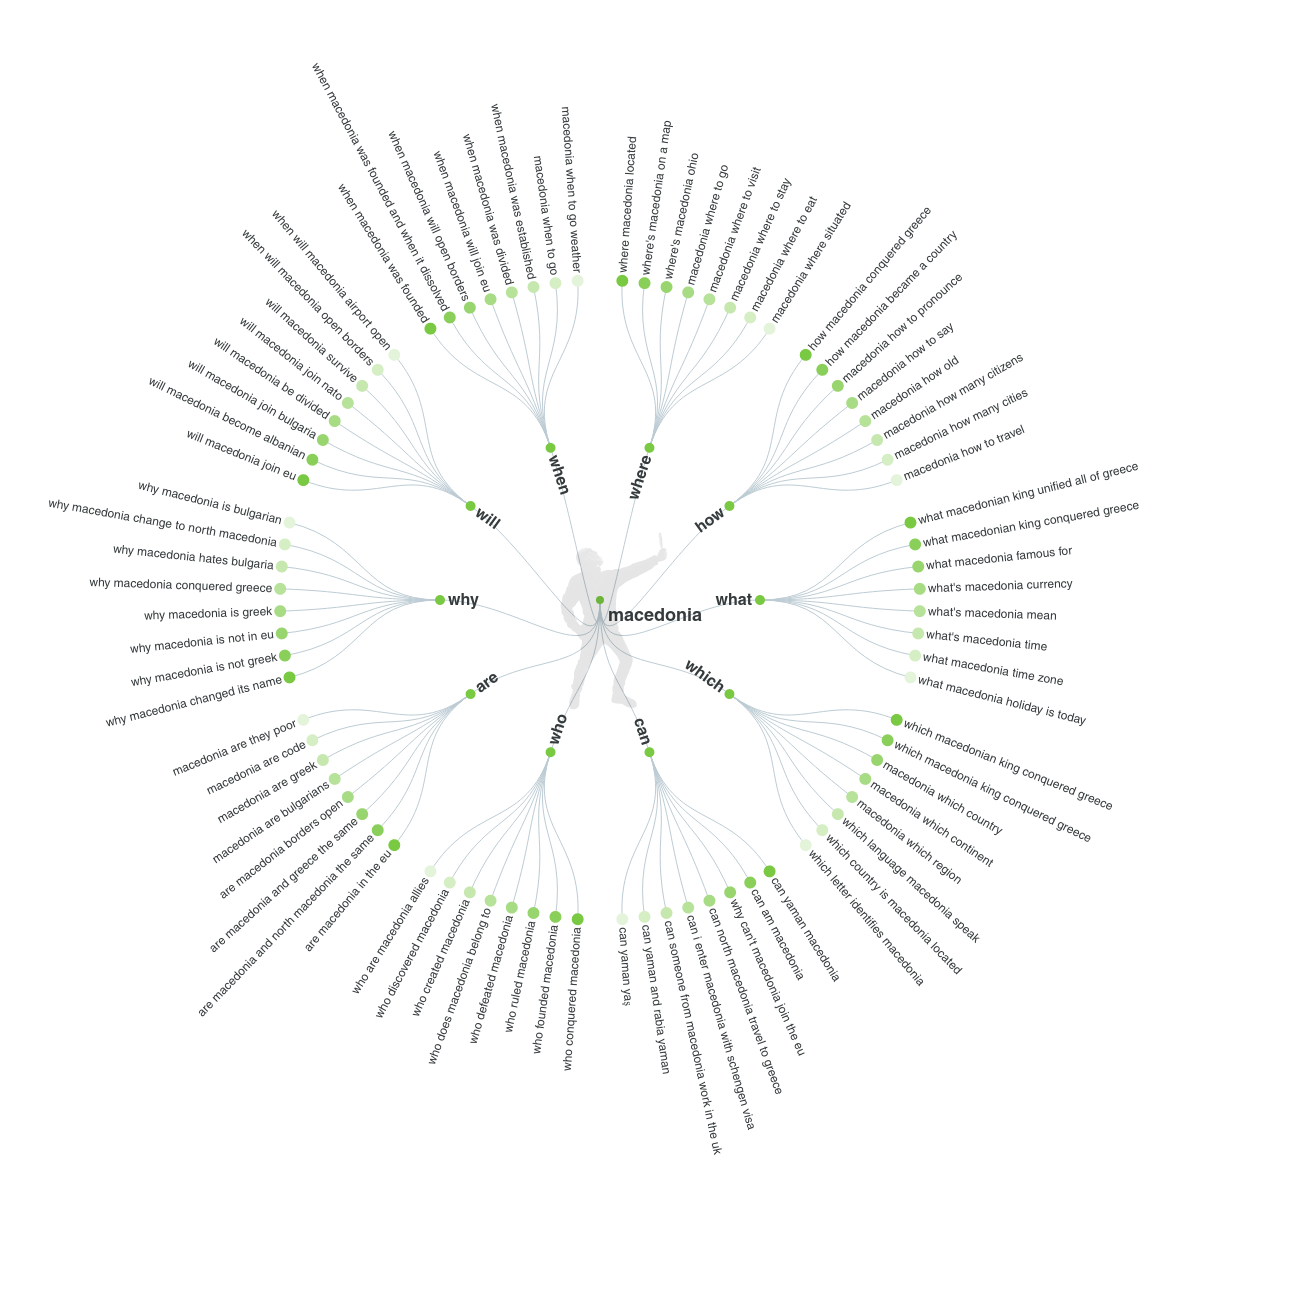 macedonia
where
where macedonia located
where's macedonia on a map
where's macedonia ohio
macedonia where to go
macedonia where to visit
macedonia where to stay
macedonia where to eat
macedonia where situated
how
how macedonia conquered greece
how macedonia became a country
macedonia how to pronounce
macedonia how to say
macedonia how old
macedonia how many citizens
macedonia how many cities
macedonia how to travel
what
what macedonian king unified all of greece
what macedonian king conquered greece
what macedonia famous for
what's macedonia currency
what's macedonia mean
what's macedonia time
what macedonia time zone
what macedonia holiday is today
which
which macedonian king conquered greece
which macedonia king conquered greece
macedonia which country
macedonia which continent
macedonia which region
which language macedonia speak
which country is macedonia located
which letter identifies macedonia
can
can yaman macedonia
can am macedonia
why can't macedonia join the eu
can north macedonia travel to greece
can i enter macedonia with schengen visa
can someone from macedonia work in the uk
can yaman and rabia yaman
can yaman yaş
who
who conquered macedonia
who founded macedonia
who ruled macedonia
who defeated macedonia
who does macedonia belong to
who created macedonia
who discovered macedonia
who are macedonia allies
are
are macedonia in the eu
are macedonia and north macedonia the same
are macedonia and greece the same
are macedonia borders open
macedonia are bulgarians
macedonia are greek
macedonia are code
macedonia are they poor
why
why macedonia changed its name
why macedonia is not greek
why macedonia is not in eu
why macedonia is greek
why macedonia conquered greece
why macedonia hates bulgaria
why macedonia change to north macedonia
why macedonia is bulgarian
will
will macedonia join eu
will macedonia become albanian
will macedonia join bulgaria
will macedonia be divided
will macedonia join nato
will macedonia survive
when will macedonia open borders
when will macedonia airport open
when
when macedonia was founded
when macedonia was founded and when it dissolved
when macedonia will open borders
when macedonia will join eu
when macedonia was divided
when macedonia was established
macedonia when to go
macedonia when to go weather